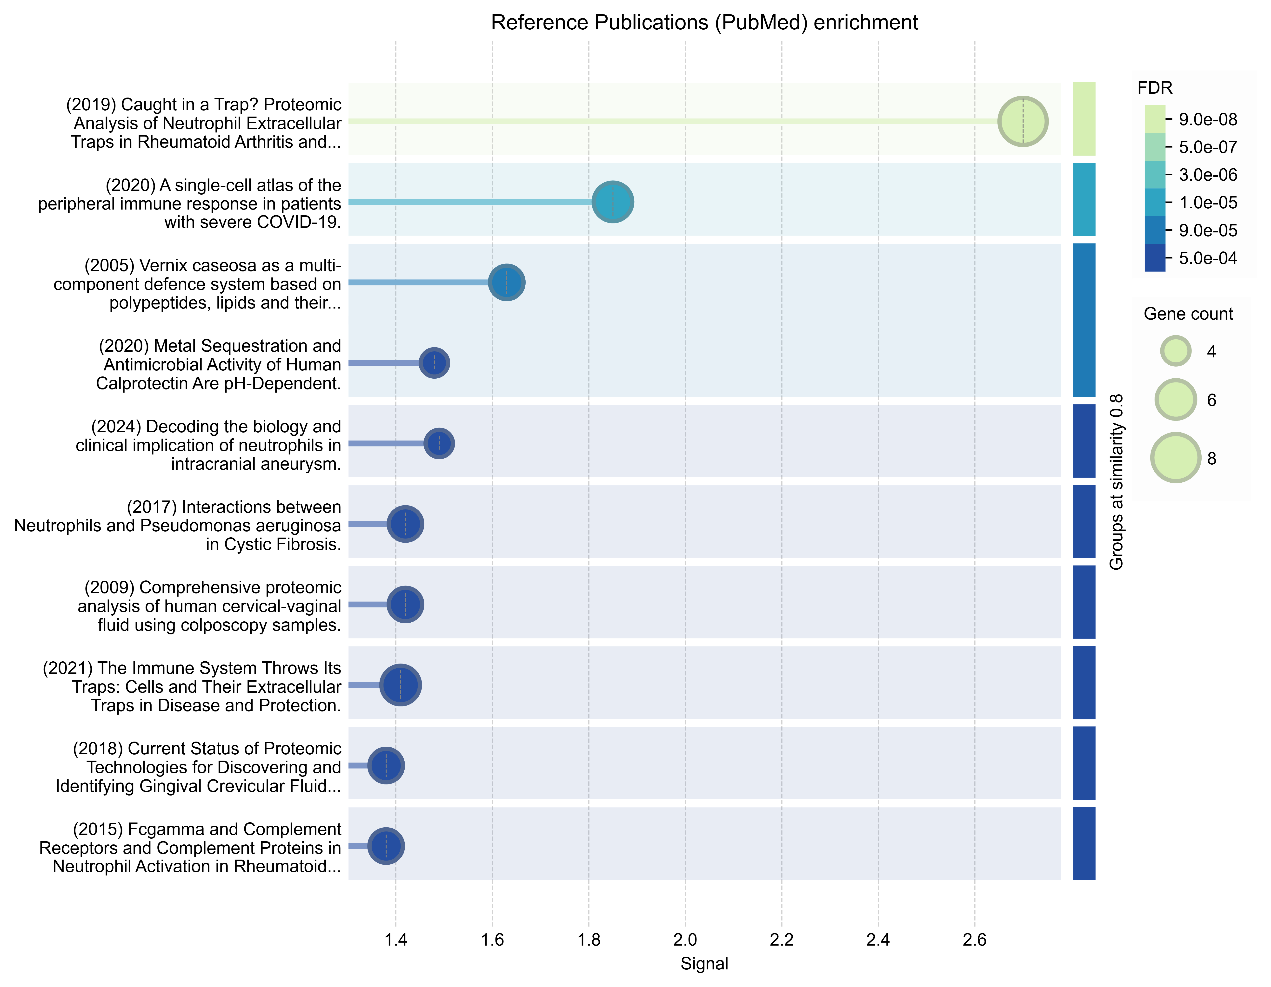 Reference Publications (PubMed) enrichment
(2019) Caught in a Trap? Proteomic
Analysis of Neutrophil Extracellular
Traps in Rheumatoid Arthritis and...
(2020) A single-cell atlas of the
peripheral immune response in patients
with severe COVID-19.
(2005) Vernix caseosa as a multi-
component defence system based on
polypeptides, lipids and their...
(2020) Metal Sequestration and
Antimicrobial Activity of Human
Calprotectin Are pH-Dependent.
(2024) Decoding the biology and
clinical implication of neutrophils in
intracranial aneurysm.
(2017) Interactions between
Neutrophils and Pseudomonas aeruginosa
in Cystic Fibrosis.
(2009) Comprehensive proteomic
analysis of human cervical-vaginal
fluid using colposcopy samples.
(2021) The Immune System Throws Its
Traps: Cells and Their Extracellular
Traps in Disease and Protection.
(2018) Current Status of Proteomic
Technologies for Discovering and
Identifying Gingival Crevicular Fluid...
(2015) Fcgamma and Complement
Receptors and Complement Proteins in
Neutrophil Activation in Rheumatoid...
1.4 1.6 1.8 2.0 2.2 2.4 2.6
Signal
Groups at similarity 0.8
FDR
9.0e-08
5.0e-07
3.0e-06
1.0e-05
9.0e-05
5.0e-04
Gene count
4
6
8